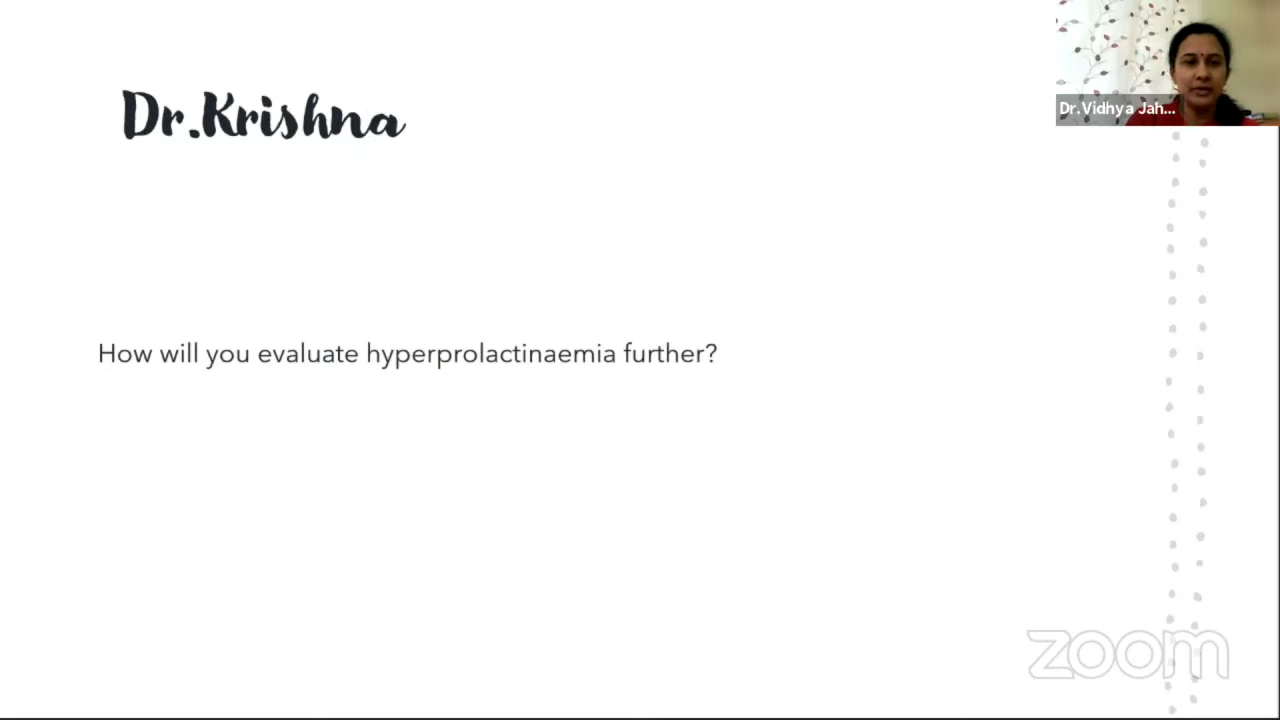 Dr.Krishna
Dr.Vidhya Jah...
How will you evaluate hyperprolactinaemia further?
zoom